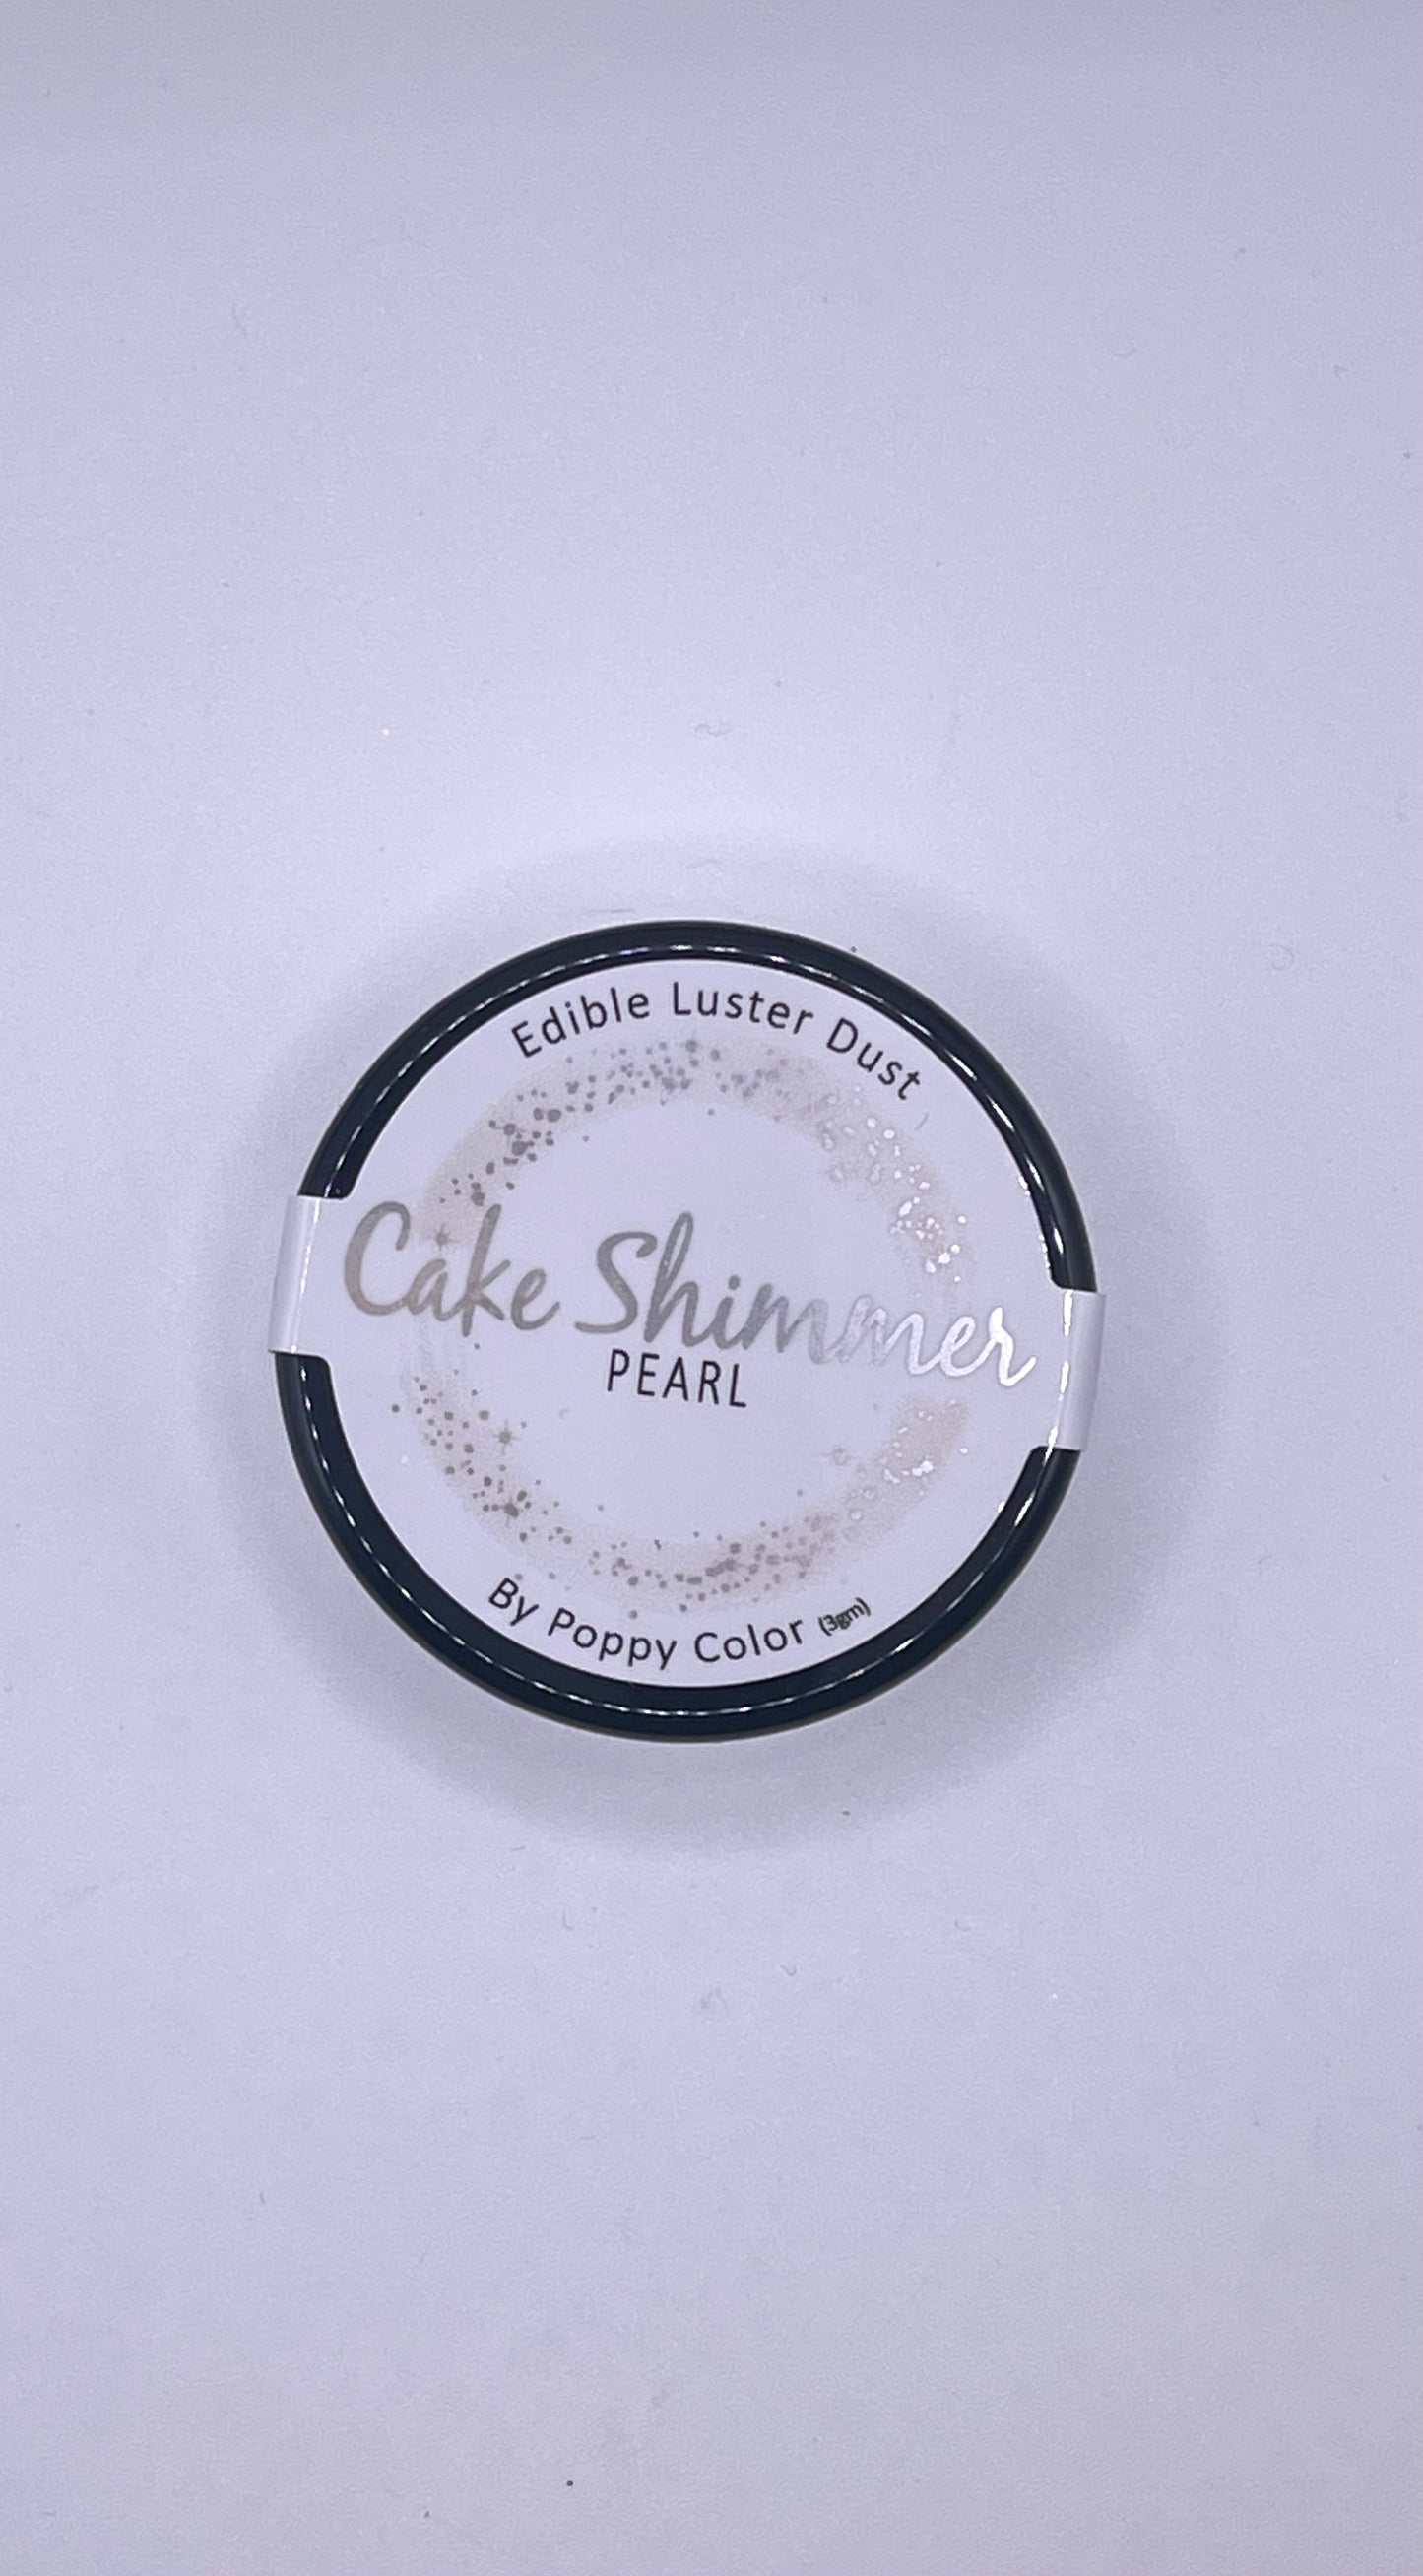 Edible Luster Dust
Cake Shimmer
PEARL
By Poppy Color (3gm)